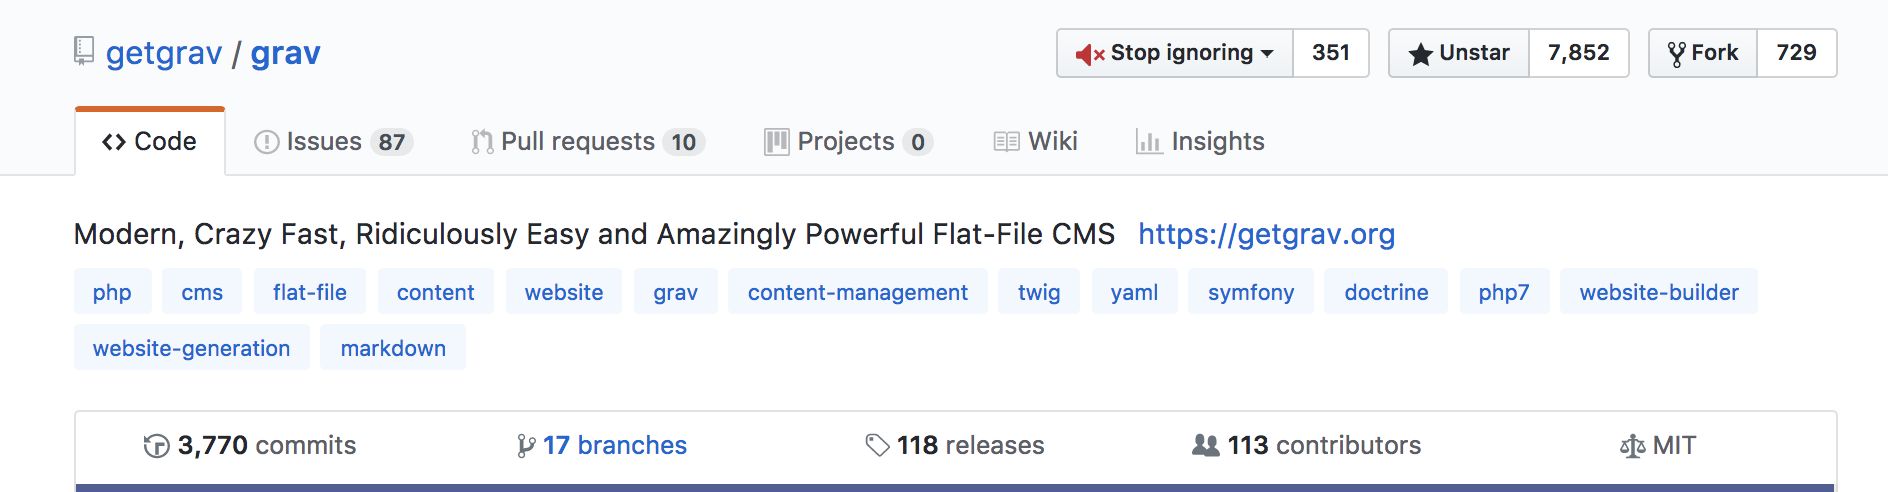 getgrav / grav Stop ignoring 351 Unstar 7,852 Fork 729
Code Issues 87 Pull requests 10 Projects 0 Wiki Insights
Modern, Crazy Fast, Ridiculously Easy and Amazingly Powerful Flat-File CMS https://getgrav.org
php cms flat-file content website grav content-management twig yaml symfony doctrine php7 website-builder
website-generation markdown
3,770 commits 17 branches 118 releases 113 contributors MIT